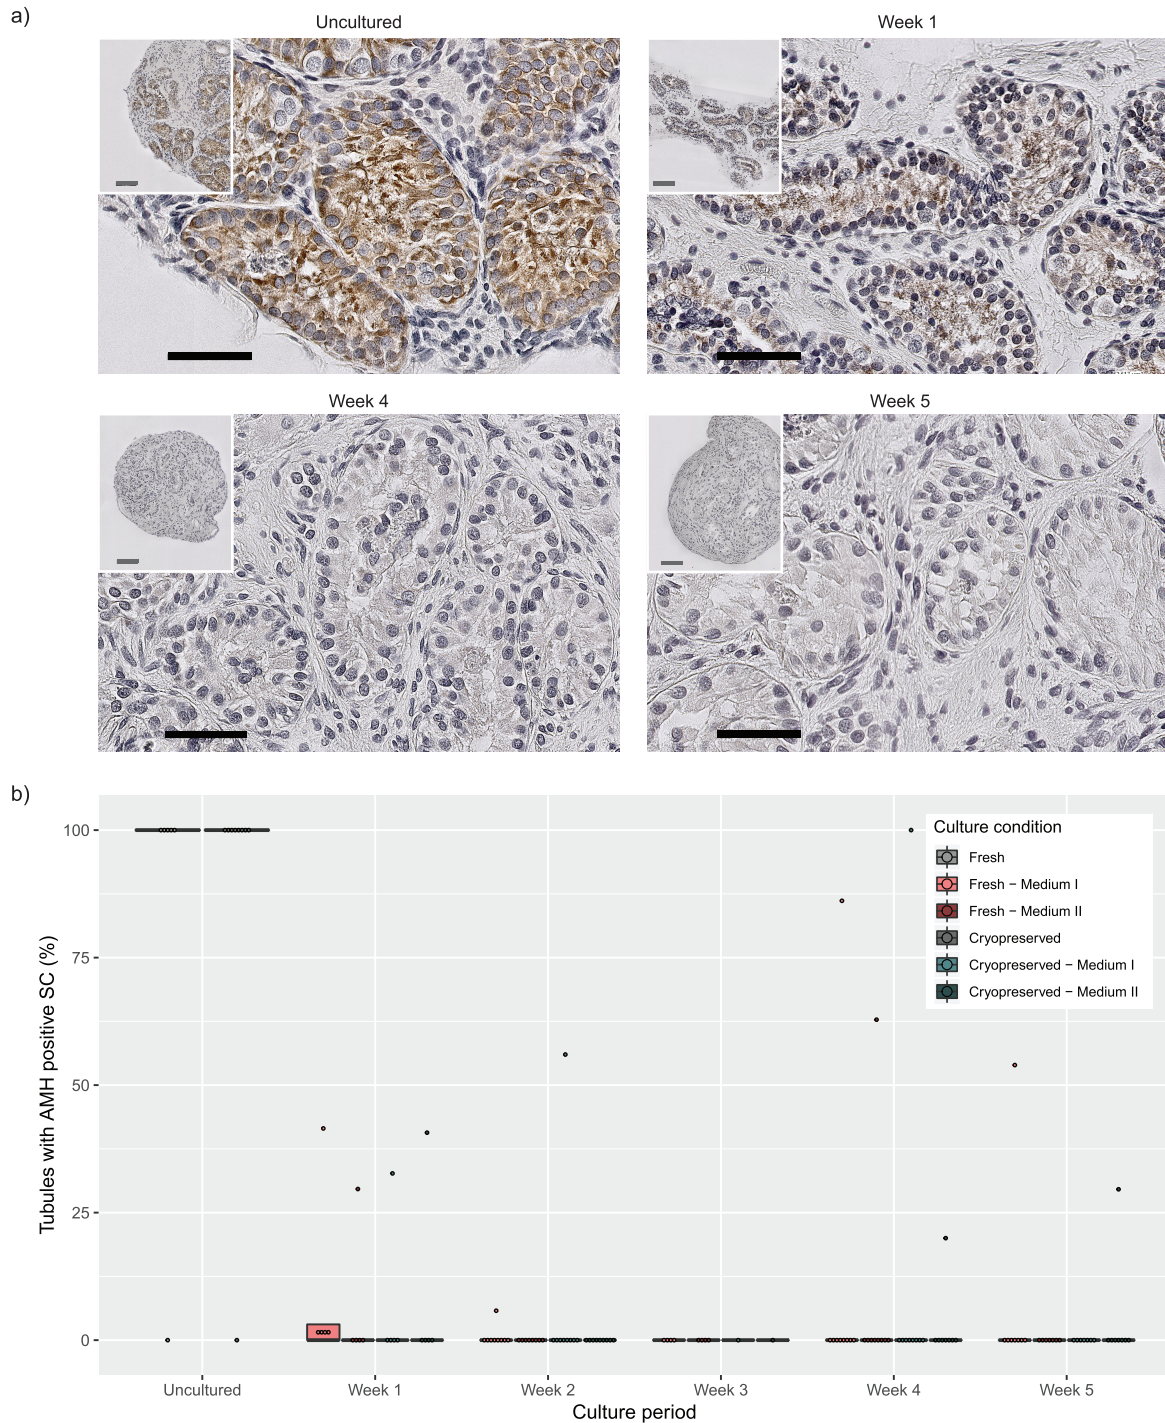 a)
Uncultured
Week 1
Week 4
Week 5
b)
Tubules with AMH positive SC (%)
100
75
50
25
0
Culture condition
Fresh
Fresh − Medium I
Fresh − Medium II
Cryopreserved
Cryopreserved − Medium I
Cryopreserved − Medium II
Uncultured
Week 1
Week 2
Week 3
Week 4
Week 5
Culture period